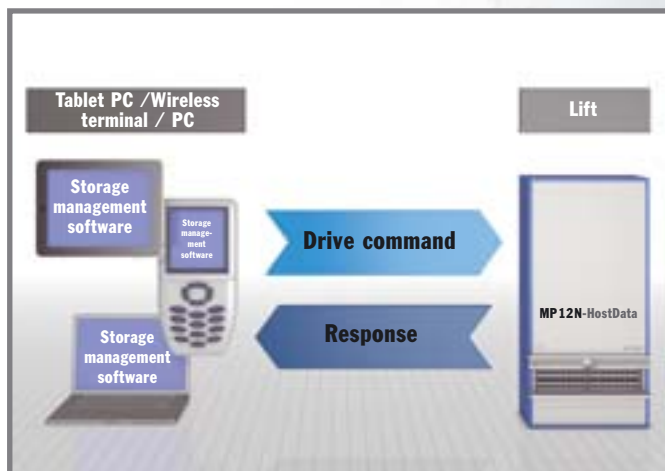 Tablet PC /Wireless
terminal / PC
Lift
Storage
management
software
Storage
manage-
ment
software
Drive command
MP12N-HostData
Response
Storage
management
software